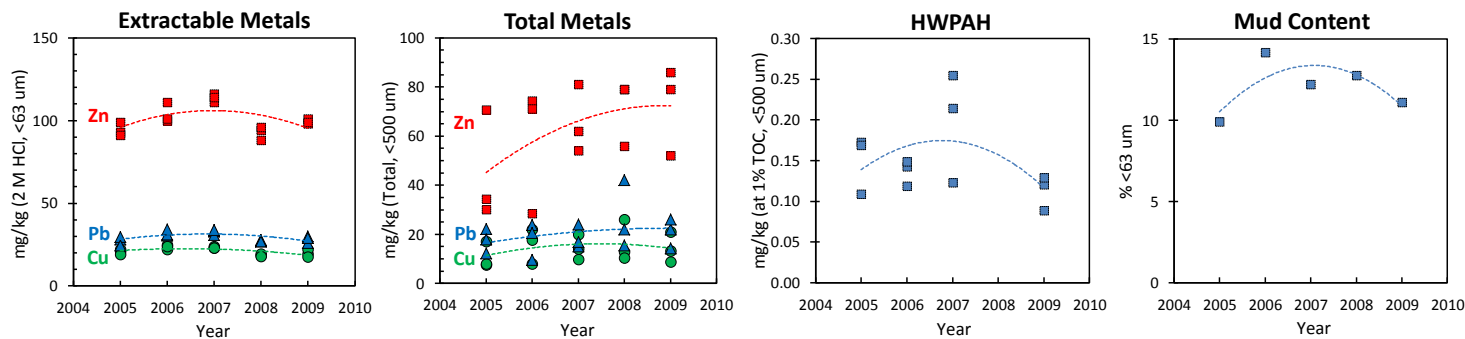 Extractable Metals
mg/kg (2 M HCl, <63 um)
150
100
50
0
Zn
Pb
Cu
2004 2005 2006 2007 2008 2009 2010
Year
Total Metals
mg/kg (Total, <500 um)
100
80
60
40
20
0
Zn
Pb
Cu
2004 2005 2006 2007 2008 2009 2010
Year
HWPAH
mg/kg (at 1% TOC, <500 um)
0.30
0.25
0.20
0.15
0.10
0.05
0.00
2004 2005 2006 2007 2008 2009 2010
Year
Mud Content
% <63 um
15
10
5
0
2004 2005 2006 2007 2008 2009 2010
Year